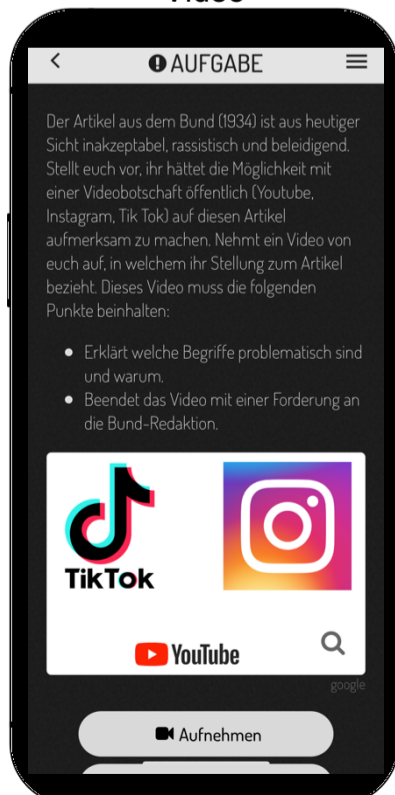 Video
AUFGABE
Der Artikel aus dem Bund (1934) ist aus heutiger
Sicht inakzeptabel, rassistisch und beleidigend.
Stellt euch vor, ihr hättet die Möglichkeit mit
einer Videobotschaft öffentlich (Youtube,
Instagram, Tik Tok) auf diesen Artikel
aufmerksam zu machen. Nehmt ein Video von
euch auf, in welchem ihr Stellung zum Artikel
bezieht. Dieses Video muss die folgenden
Punkte beinhalten:
Erklärt welche Begriffe problematisch sind
und warum.
Beendet das Video mit einer Forderung an
die Bund-Redaktion.
TikTok
YouTube
google
Aufnehmen